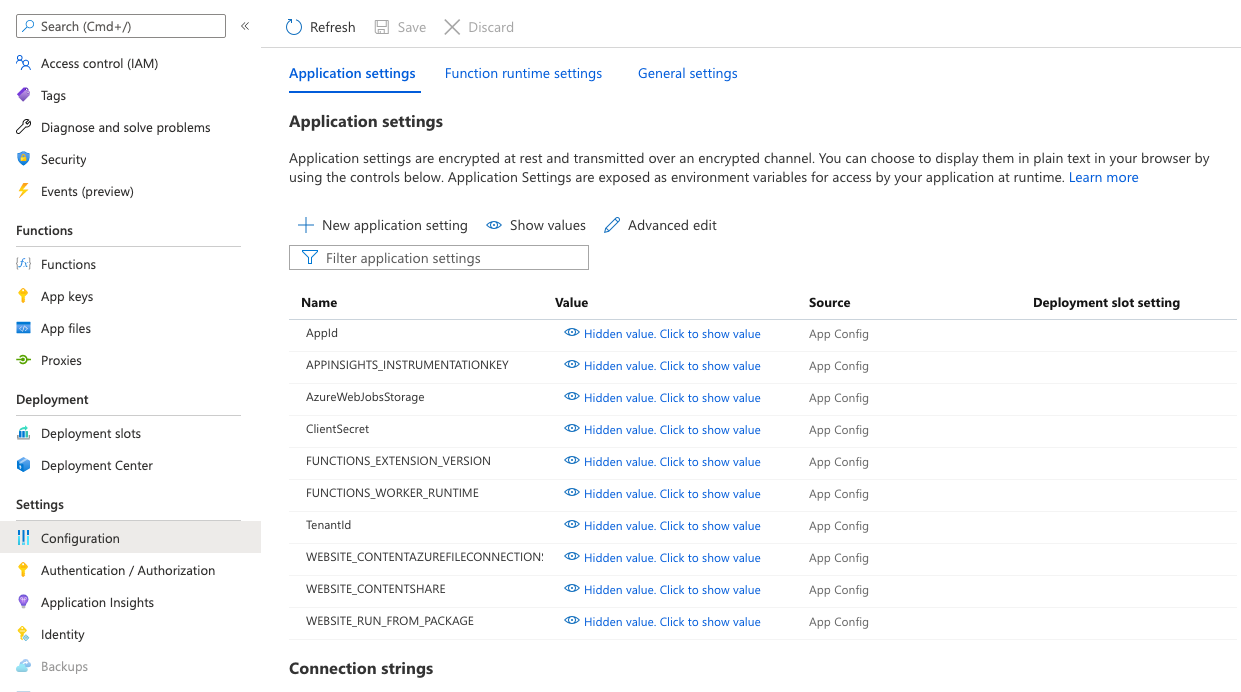 Search (Cmd+/)
«
Access control (IAM)
Tags
Diagnose and solve problems
Security
Events (preview)
Functions
Functions
App keys
App files
Proxies
Deployment
Deployment slots
Deployment Center
Settings
Configuration
Authentication / Authorization
Application Insights
Identity
Backups
Refresh Save Discard
Application settings Function runtime settings General settings
Application settings
Application settings are encrypted at rest and transmitted over an encrypted channel. You can choose to display them in plain text in your browser by
using the controls below. Application Settings are exposed as environment variables for access by your application at runtime. Learn more
New application setting Show values Advanced edit
Filter application settings
Name Value Source Deployment slot setting
AppId Hidden value. Click to show value App Config
APPINSIGHTS_INSTRUMENTATIONKEY Hidden value. Click to show value App Config
AzureWebJobsStorage Hidden value. Click to show value App Config
ClientSecret Hidden value. Click to show value App Config
FUNCTIONS_EXTENSION_VERSION Hidden value. Click to show value App Config
FUNCTIONS_WORKER_RUNTIME Hidden value. Click to show value App Config
TenantId Hidden value. Click to show value App Config
WEBSITE_CONTENTAZUREFILECONNECTIONS Hidden value. Click to show value App Config
WEBSITE_CONTENTSHARE Hidden value. Click to show value App Config
WEBSITE_RUN_FROM_PACKAGE Hidden value. Click to show value App Config
Connection strings